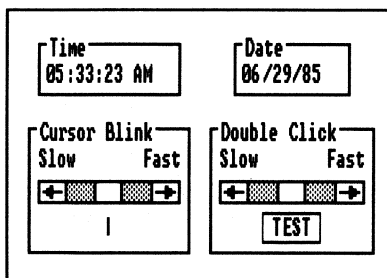 Time
05:33:23 AM
Date
06/29/85
Cursor Blink
Slow Fast
Double Click
Slow Fast
TEST